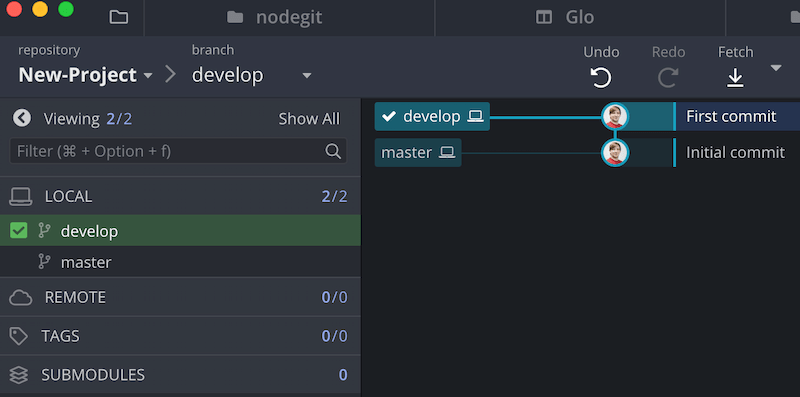 nodegit
Glo
repository
New-Project
branch
develop
Undo
Redo
Fetch
Viewing 2/2
Show All
Filter (⌘ + Option + f)
LOCAL 2/2
develop
master
REMOTE 0/0
TAGS 0/0
SUBMODULES 0
develop
First commit
master
Initial commit